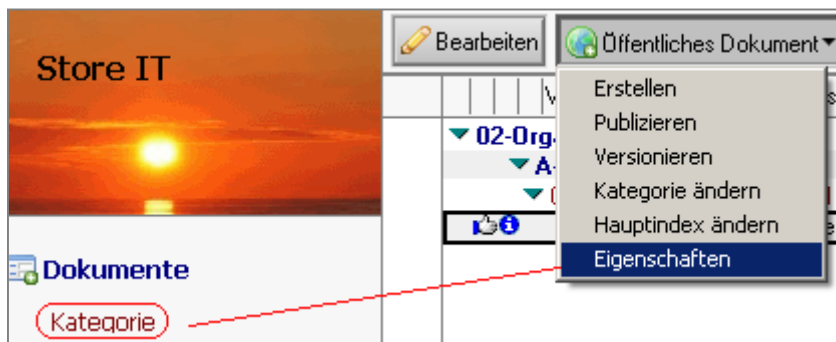 Store IT
Bearbeiten
Öffentliches Dokument
Erstellen
Publizieren
Versionieren
Kategorie ändern
Hauptindex ändern
Eigenschaften
02-Org
A-
Dokumente
Kategorie